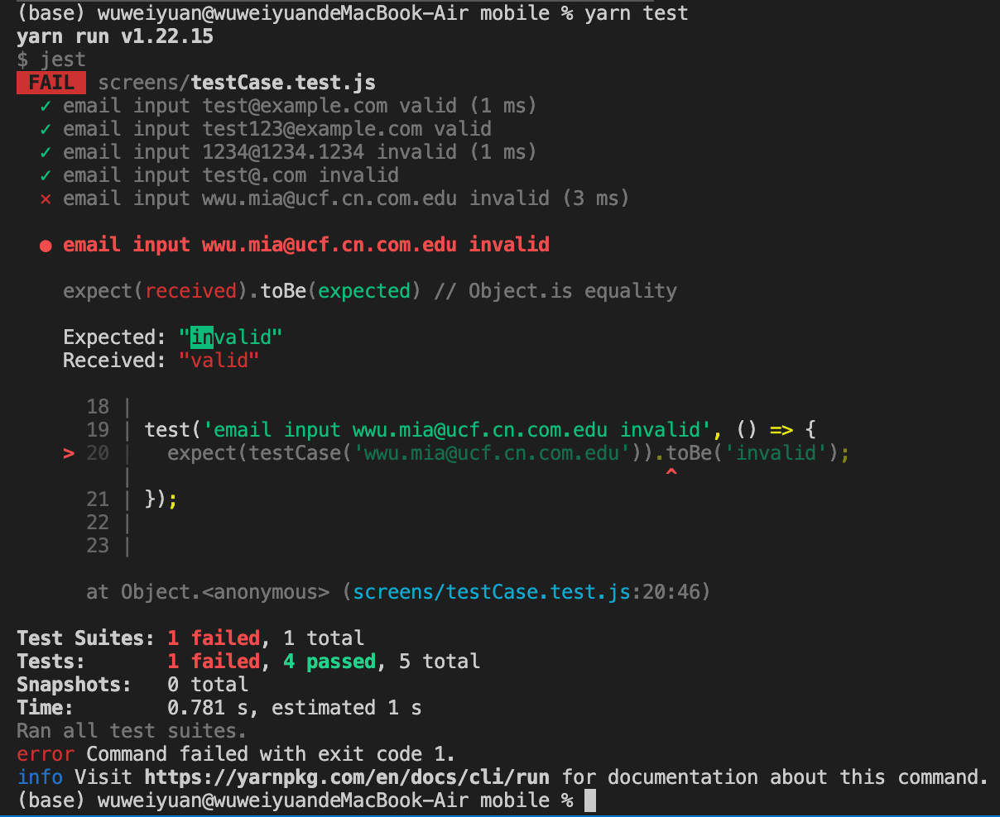 (base) wuweiyuan@wuweiyuandeMacBook-Air mobile % yarn test
yarn run v1.22.15
$ jest
FAIL screens/testCase.test.js
✓ email input test@example.com valid (1 ms)
✓ email input test123@example.com valid
✓ email input 1234@1234.1234 invalid (1 ms)
✓ email input test@.com invalid
✕ email input wwu.mia@ucf.cn.com.edu invalid (3 ms)
● email input wwu.mia@ucf.cn.com.edu invalid
expect(received).toBe(expected) // Object.is equality
Expected: "invalid"
Received: "valid"
18 |
19 | test('email input wwu.mia@ucf.cn.com.edu invalid', () => {
> 20 |   expect(testCase('wwu.mia@ucf.cn.com.edu')).toBe('invalid');
| ^
21 | });
22 |
23 |
at Object.<anonymous> (screens/testCase.test.js:20:46)
Test Suites: 1 failed, 1 total
Tests: 1 failed, 4 passed, 5 total
Snapshots: 0 total
Time: 0.781 s, estimated 1 s
Ran all test suites.
error Command failed with exit code 1.
info Visit https://yarnpkg.com/en/docs/cli/run for documentation about this command.
(base) wuweiyuan@wuweiyuandeMacBook-Air mobile %